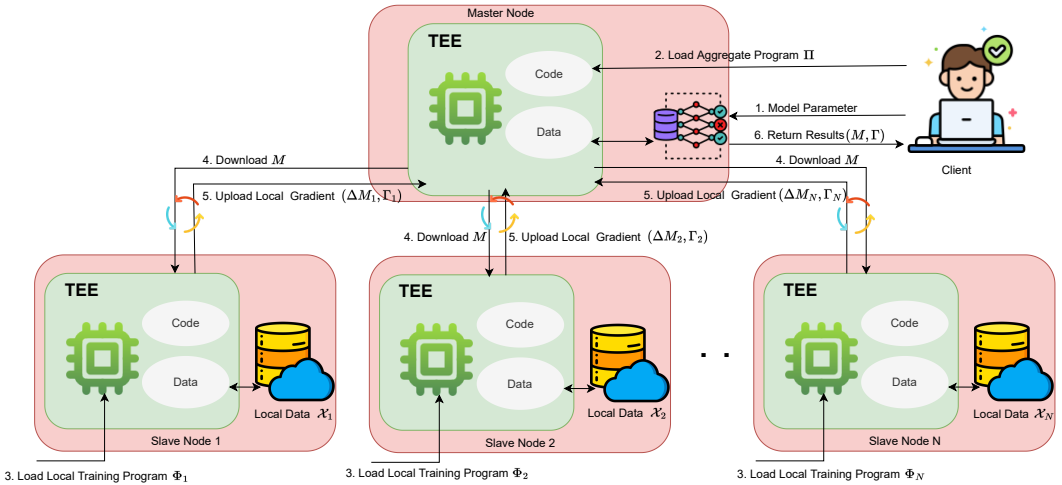 Master Node
TEE
Code
Data
2. Load Aggregate Program Π
1. Model Parameter
6. Return Results(M, Γ)
Client
4. Download M
5. Upload Local Gradient (ΔM₁, Γ₁)
4. Download M
5. Upload Local Gradient (ΔM₂, Γ₂)
4. Download M
5. Upload Local Gradient (ΔM_N, Γ_N)
TEE
Code
Data
Local Data 𝒳₁
Slave Node 1
3. Load Local Training Program Φ₁
TEE
Code
Data
Local Data 𝒳₂
Slave Node 2
3. Load Local Training Program Φ₂
. .
TEE
Code
Data
Local Data 𝒳_N
Slave Node N
3. Load Local Training Program Φ_N